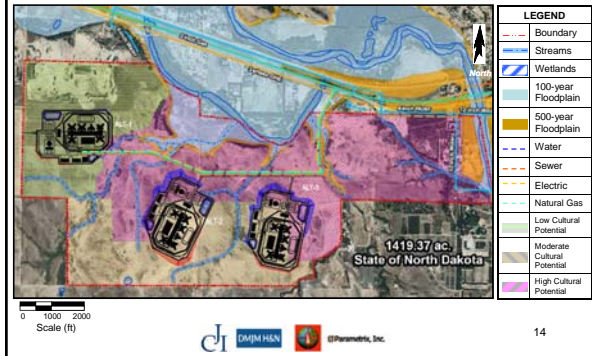 ALT-1
ALT-2
ALT-3
North
1419.37 ac.
State of North Dakota
LEGEND
Boundary
Streams
Wetlands
100-year
Floodplain
500-year
Floodplain
Water
Sewer
Electric
Natural Gas
Low Cultural
Potential
Moderate
Cultural
Potential
High Cultural
Potential
0 1000 2000
Scale (ft)
CJI
DMJM H&N
Parametrix, Inc.
14